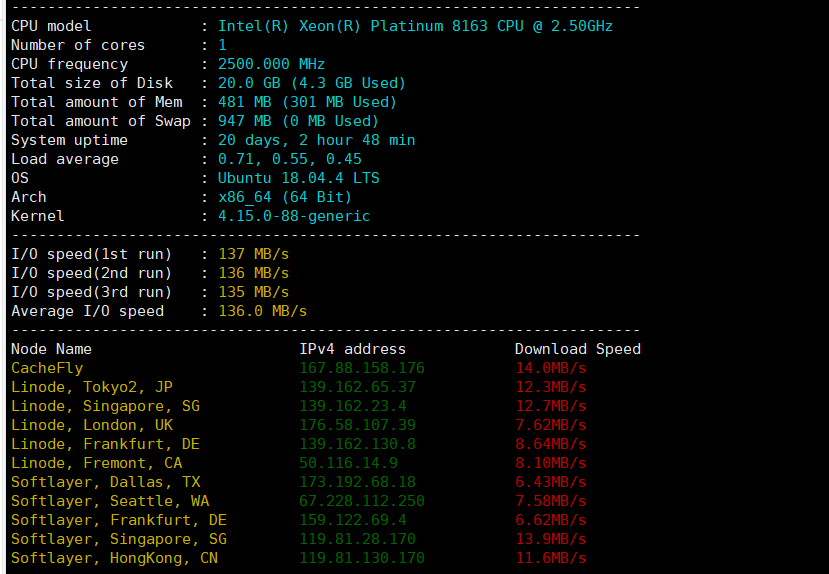 ----------------------------------------------------------------------
CPU model            : Intel(R) Xeon(R) Platinum 8163 CPU @ 2.50GHz
Number of cores      : 1
CPU frequency        : 2500.000 MHz
Total size of Disk   : 20.0 GB (4.3 GB Used)
Total amount of Mem  : 481 MB (301 MB Used)
Total amount of Swap : 947 MB (0 MB Used)
System uptime        : 20 days, 2 hour 48 min
Load average         : 0.71, 0.55, 0.45
OS                   : Ubuntu 18.04.4 LTS
Arch                 : x86_64 (64 Bit)
Kernel               : 4.15.0-88-generic
----------------------------------------------------------------------
I/O speed(1st run)   : 137 MB/s
I/O speed(2nd run)   : 136 MB/s
I/O speed(3rd run)   : 135 MB/s
Average I/O speed    : 136.0 MB/s
----------------------------------------------------------------------
Node Name                       IPv4 address            Download Speed
CacheFly                        167.88.158.176          14.0MB/s
Linode, Tokyo2, JP              139.162.65.37           12.3MB/s
Linode, Singapore, SG           139.162.23.4            12.7MB/s
Linode, London, UK              176.58.107.39           7.62MB/s
Linode, Frankfurt, DE           139.162.130.8           8.64MB/s
Linode, Fremont, CA             50.116.14.9             8.10MB/s
Softlayer, Dallas, TX           173.192.68.18           6.43MB/s
Softlayer, Seattle, WA          67.228.112.250          7.58MB/s
Softlayer, Frankfurt, DE        159.122.69.4            6.62MB/s
Softlayer, Singapore, SG        119.81.28.170           13.9MB/s
Softlayer, HongKong, CN         119.81.130.170          11.6MB/s